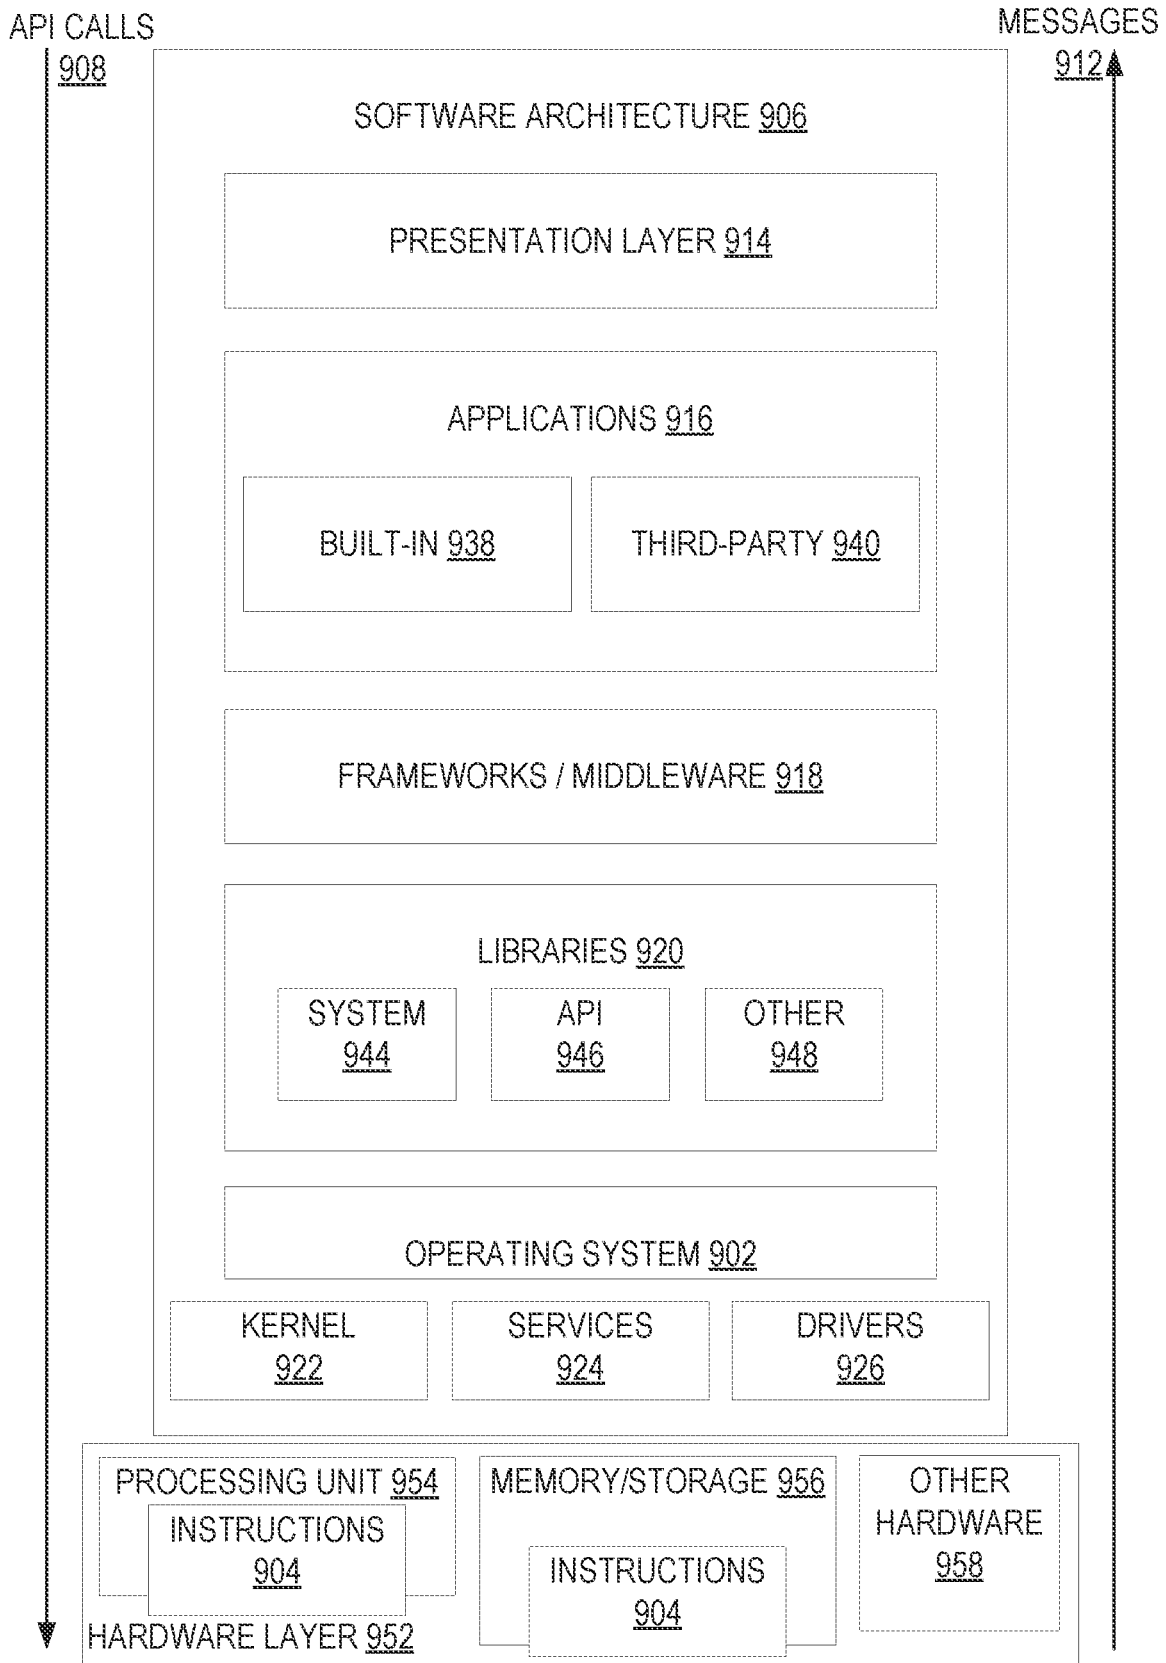 API CALLS
908
MESSAGES
912
SOFTWARE ARCHITECTURE 906
PRESENTATION LAYER 914
APPLICATIONS 916
BUILT-IN 938
THIRD-PARTY 940
FRAMEWORKS / MIDDLEWARE 918
LIBRARIES 920
SYSTEM
944
API
946
OTHER
948
OPERATING SYSTEM 902
KERNEL
922
SERVICES
924
DRIVERS
926
PROCESSING UNIT 954
INSTRUCTIONS
904
MEMORY/STORAGE 956
INSTRUCTIONS
904
OTHER
HARDWARE
958
HARDWARE LAYER 952